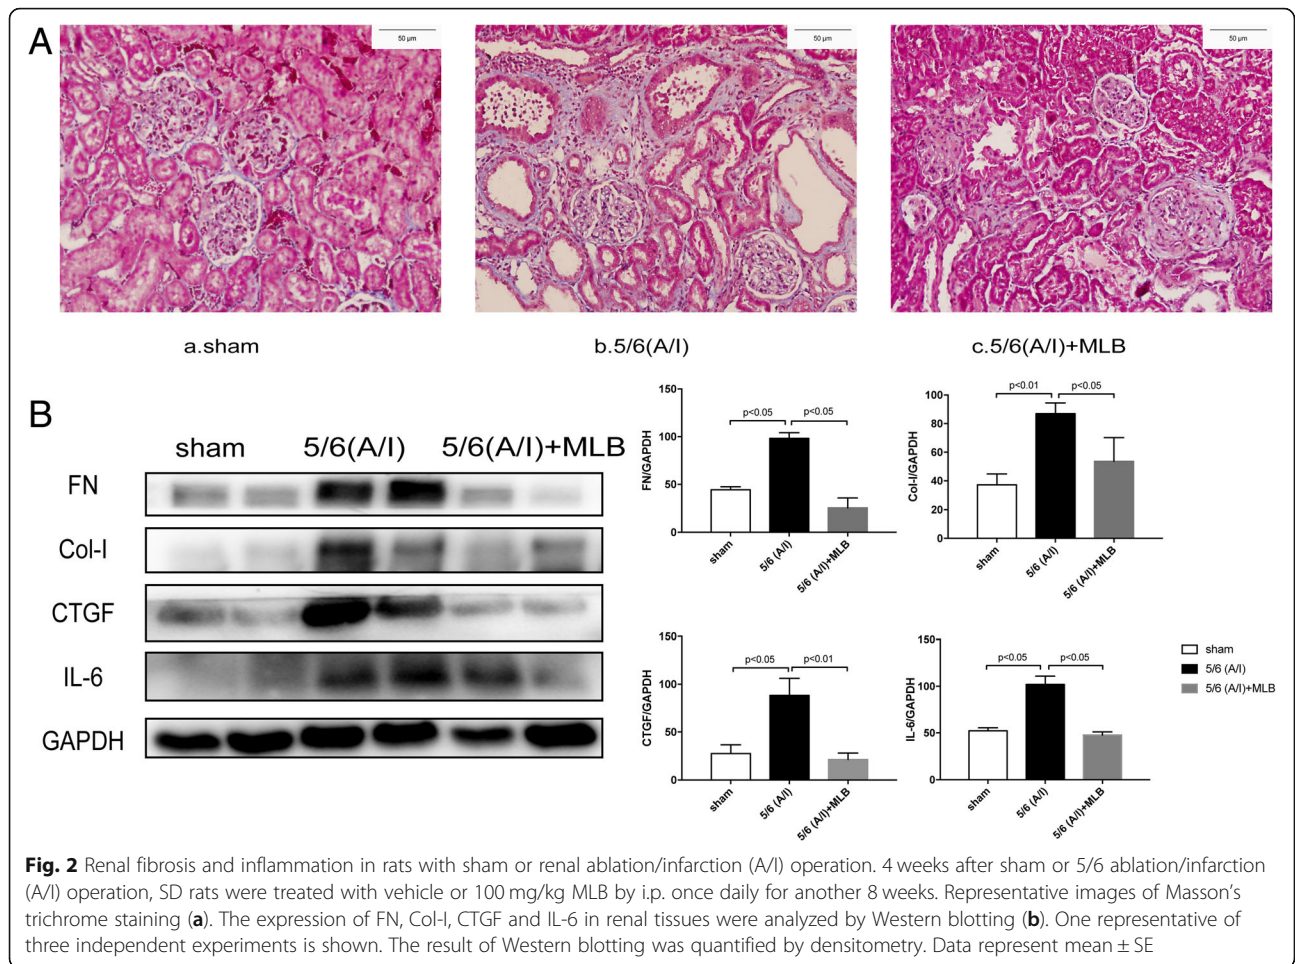 A
50 µm
50 µm
50 µm
a.sham
b.5/6(A/I)
c.5/6(A/I)+MLB
B
sham 5/6(A/I) 5/6(A/I)+MLB
FN
Col-I
CTGF
IL-6
GAPDH
FN/GAPDH
150
100
50
0
p<0.05
p<0.05
sham
5/6 (A/I)
5/6 (A/I)+MLB
Col-I/GAPDH
100
80
60
40
20
0
p<0.01
p<0.05
sham
5/6 (A/I)
5/6 (A/I)+MLB
CTGF/GAPDH
150
100
50
0
p<0.05
p<0.01
sham
5/6 (A/I)
5/6 (A/I)+MLB
IL-6/GAPDH
150
100
50
0
p<0.05
p<0.05
sham
5/6 (A/I)
5/6 (A/I)+MLB
sham
5/6 (A/I)
5/6 (A/I)+MLB
Fig. 2 Renal fibrosis and inflammation in rats with sham or renal ablation/infarction (A/I) operation. 4 weeks after sham or 5/6 ablation/infarction
(A/I) operation, SD rats were treated with vehicle or 100 mg/kg MLB by i.p. once daily for another 8 weeks. Representative images of Masson's
trichrome staining (a). The expression of FN, Col-I, CTGF and IL-6 in renal tissues were analyzed by Western blotting (b). One representative of
three independent experiments is shown. The result of Western blotting was quantified by densitometry. Data represent mean ± SE